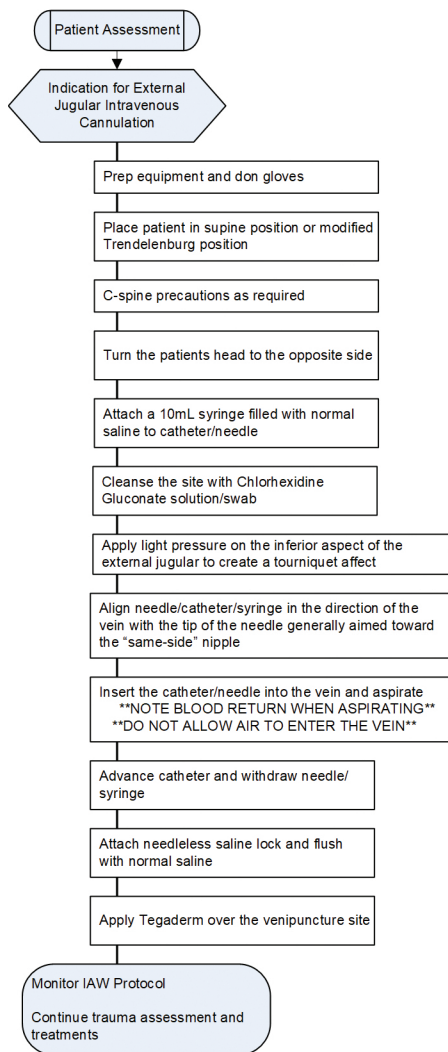 Patient Assessment
Indication for External
Jugular Intravenous
Cannulation
Prep equipment and don gloves
Place patient in supine position or modified
Trendelenburg position
C-spine precautions as required
Turn the patients head to the opposite side
Attach a 10mL syringe filled with normal
saline to catheter/needle
Cleanse the site with Chlorhexidine
Gluconate solution/swab
Apply light pressure on the inferior aspect of the
external jugular to create a tourniquet affect
Align needle/catheter/syringe in the direction of the
vein with the tip of the needle generally aimed toward
the “same-side” nipple
Insert the catheter/needle into the vein and aspirate
**NOTE BLOOD RETURN WHEN ASPIRATING**
**DO NOT ALLOW AIR TO ENTER THE VEIN**
Advance catheter and withdraw needle/
syringe
Attach needleless saline lock and flush
with normal saline
Apply Tegaderm over the venipuncture site
Monitor IAW Protocol
Continue trauma assessment and
treatments